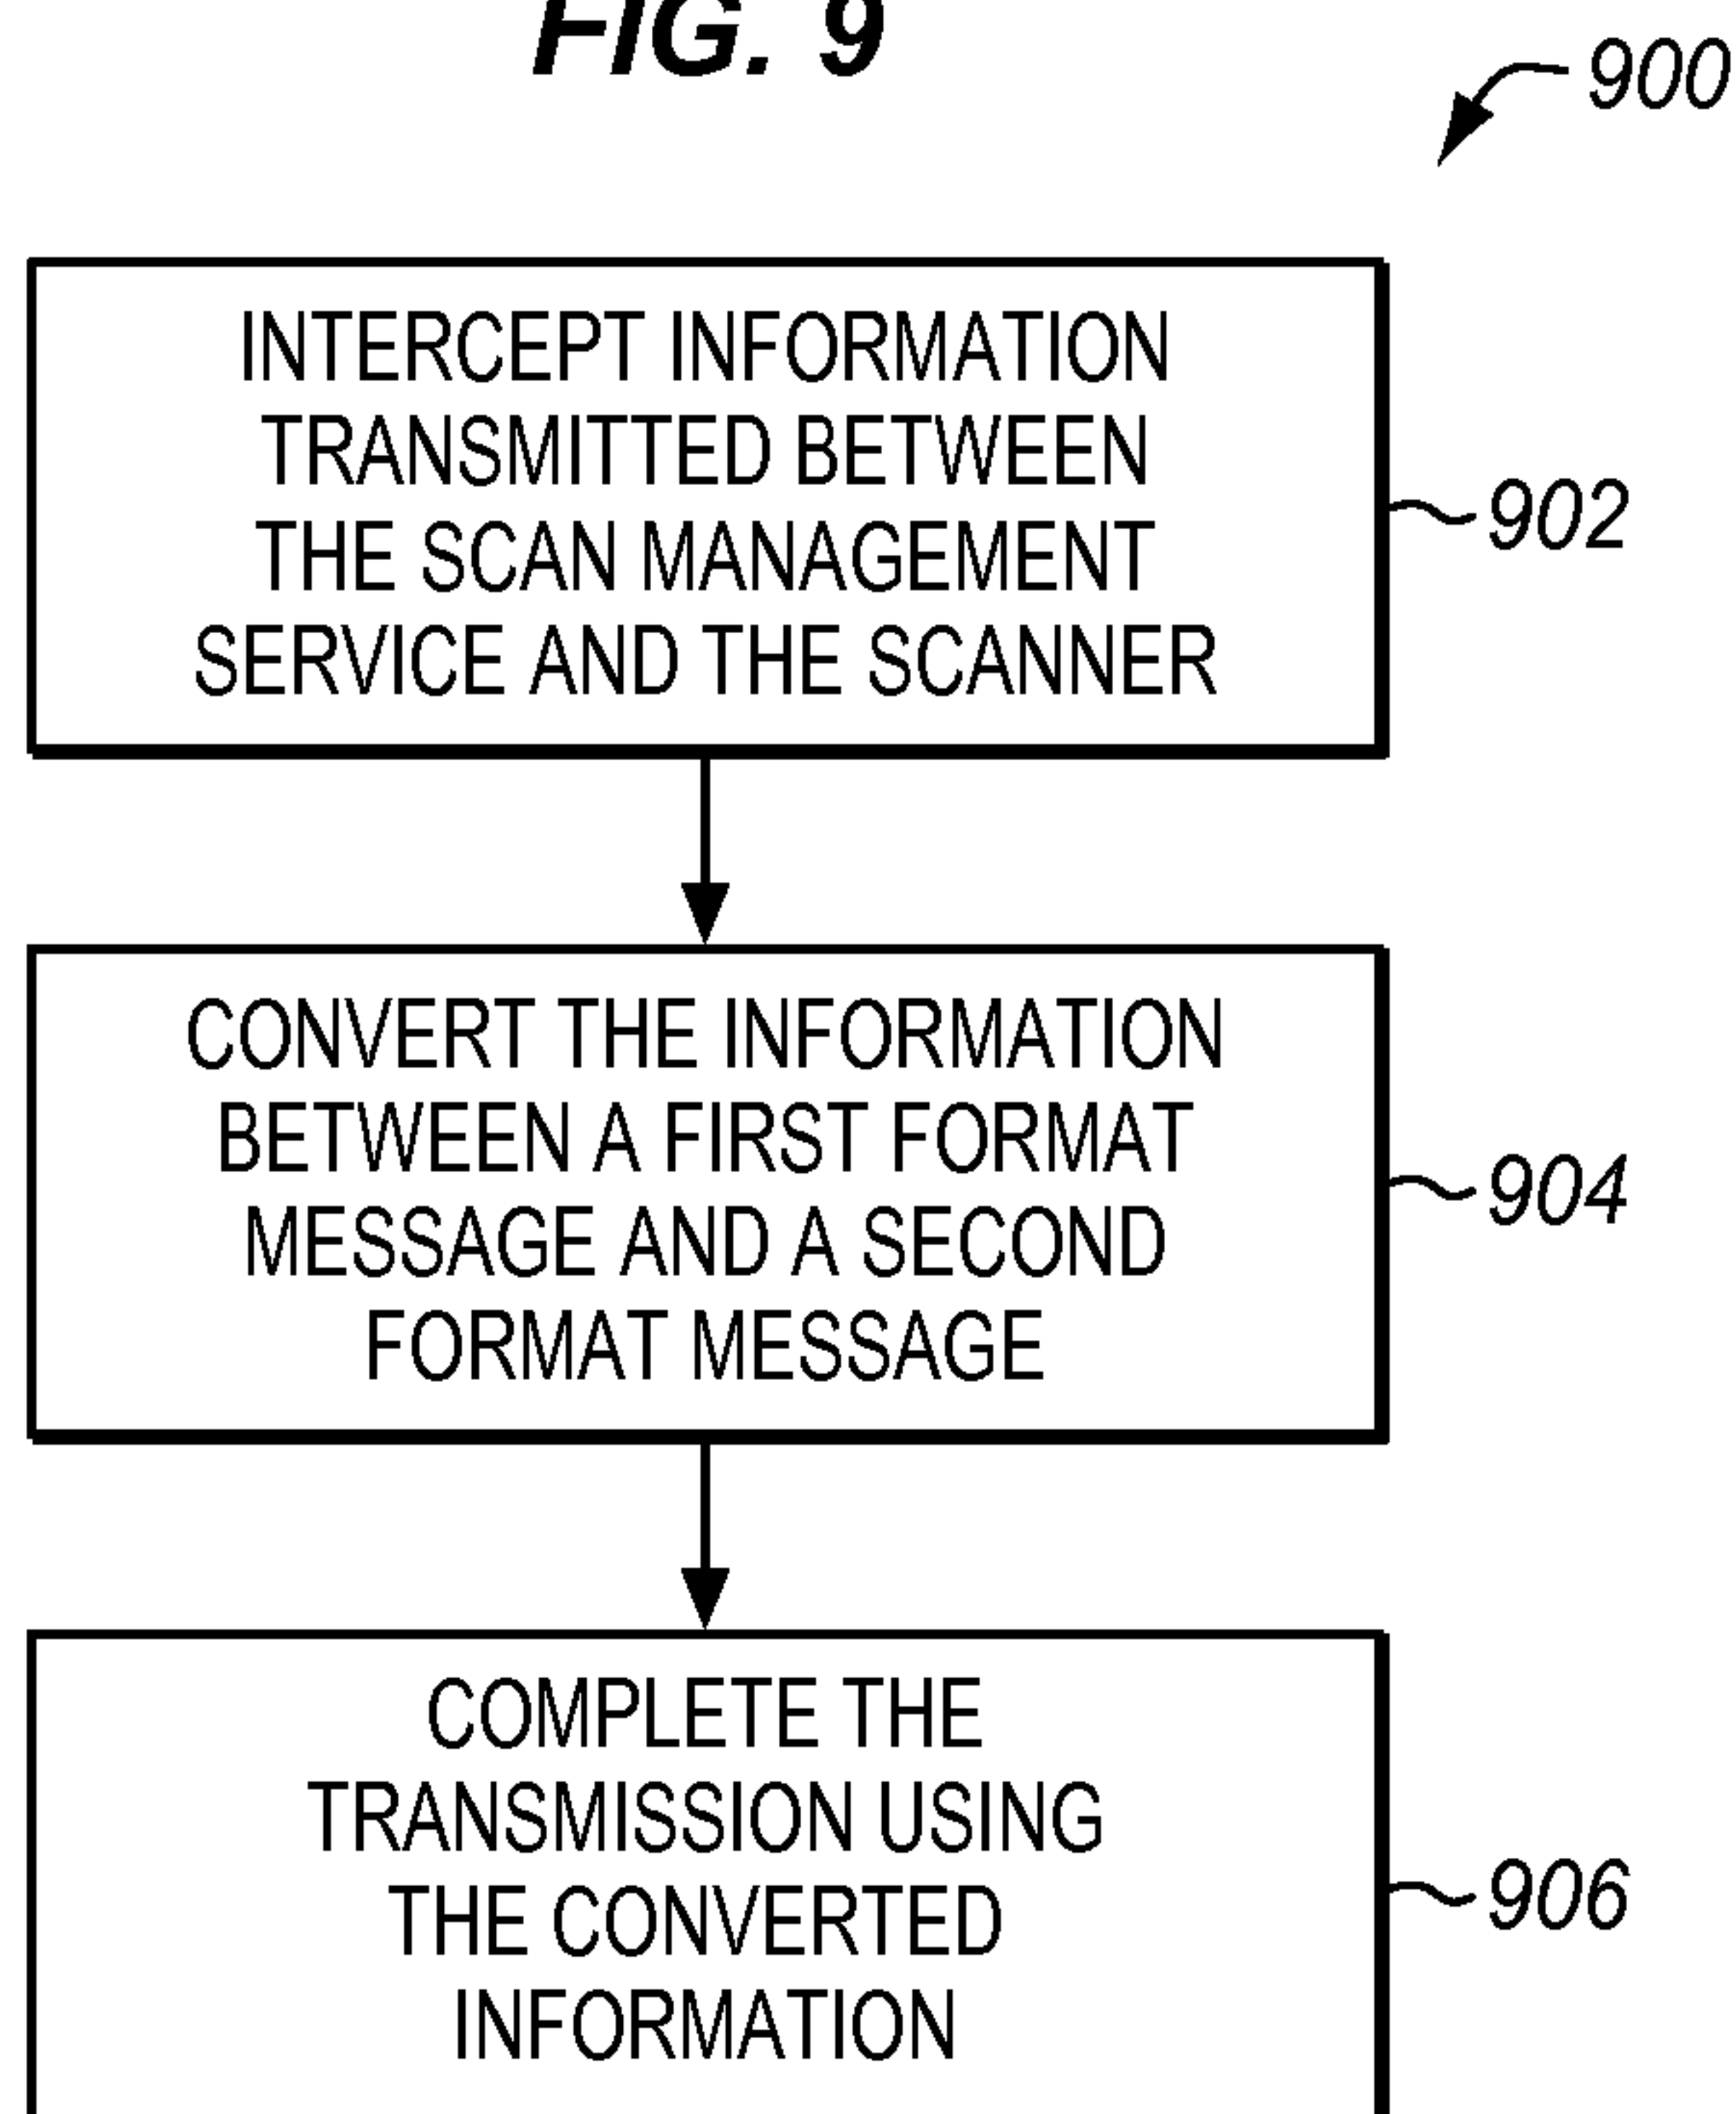 FIG. 9
900
INTERCEPT INFORMATION
TRANSMITTED BETWEEN
THE SCAN MANAGEMENT
SERVICE AND THE SCANNER
902
CONVERT THE INFORMATION
BETWEEN A FIRST FORMAT
MESSAGE AND A SECOND
FORMAT MESSAGE
904
COMPLETE THE
TRANSMISSION USING
THE CONVERTED
INFORMATION
906